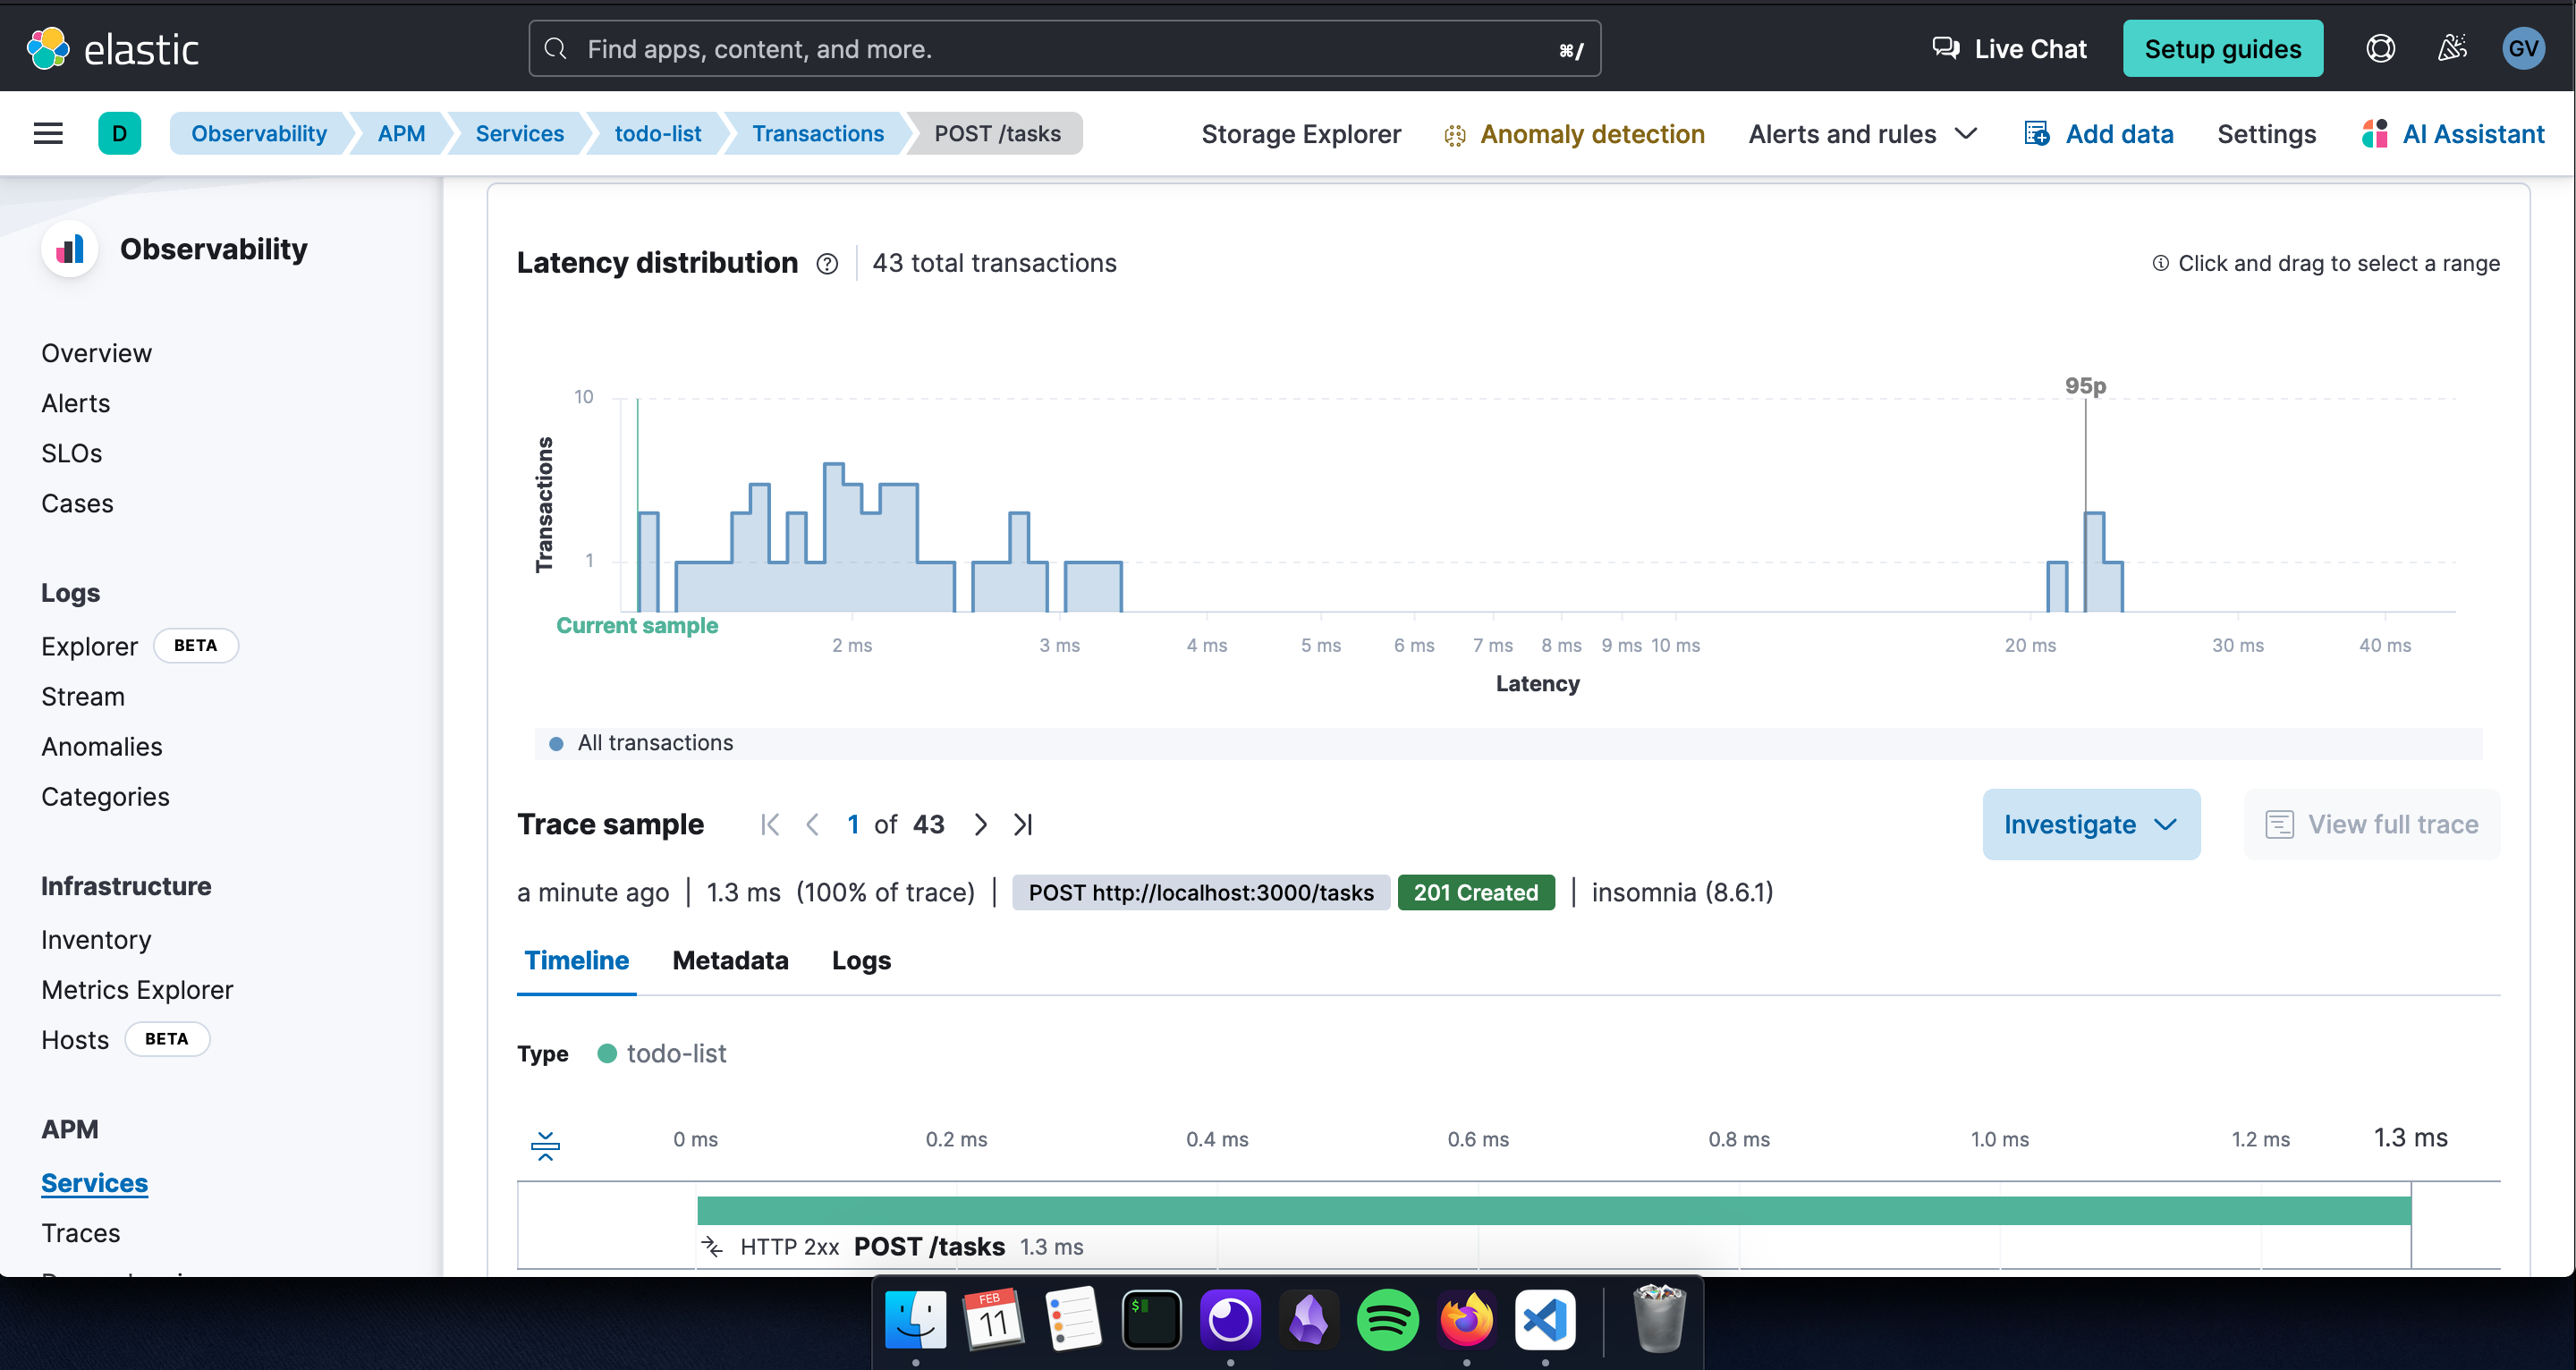 elastic
Find apps, content, and more.
⌘/
Live Chat
Setup guides
GV
D
Observability
APM
Services
todo-list
Transactions
POST /tasks
Storage Explorer
Anomaly detection
Alerts and rules
Add data
Settings
AI Assistant
Observability
Overview
Alerts
SLOs
Cases
Logs
Explorer BETA
Stream
Anomalies
Categories
Infrastructure
Inventory
Metrics Explorer
Hosts BETA
APM
Services
Traces
Latency distribution
43 total transactions
Click and drag to select a range
95p
10
1
Transactions
Current sample
2 ms 3 ms 4 ms 5 ms 6 ms 7 ms 8 ms 9 ms 10 ms 20 ms 30 ms 40 ms
Latency
All transactions
Trace sample
1 of 43
Investigate
View full trace
a minute ago | 1.3 ms (100% of trace) | POST http://localhost:3000/tasks 201 Created | insomnia (8.6.1)
Timeline Metadata Logs
Type todo-list
0 ms 0.2 ms 0.4 ms 0.6 ms 0.8 ms 1.0 ms 1.2 ms 1.3 ms
HTTP 2xx POST /tasks 1.3 ms
FEB
11
$